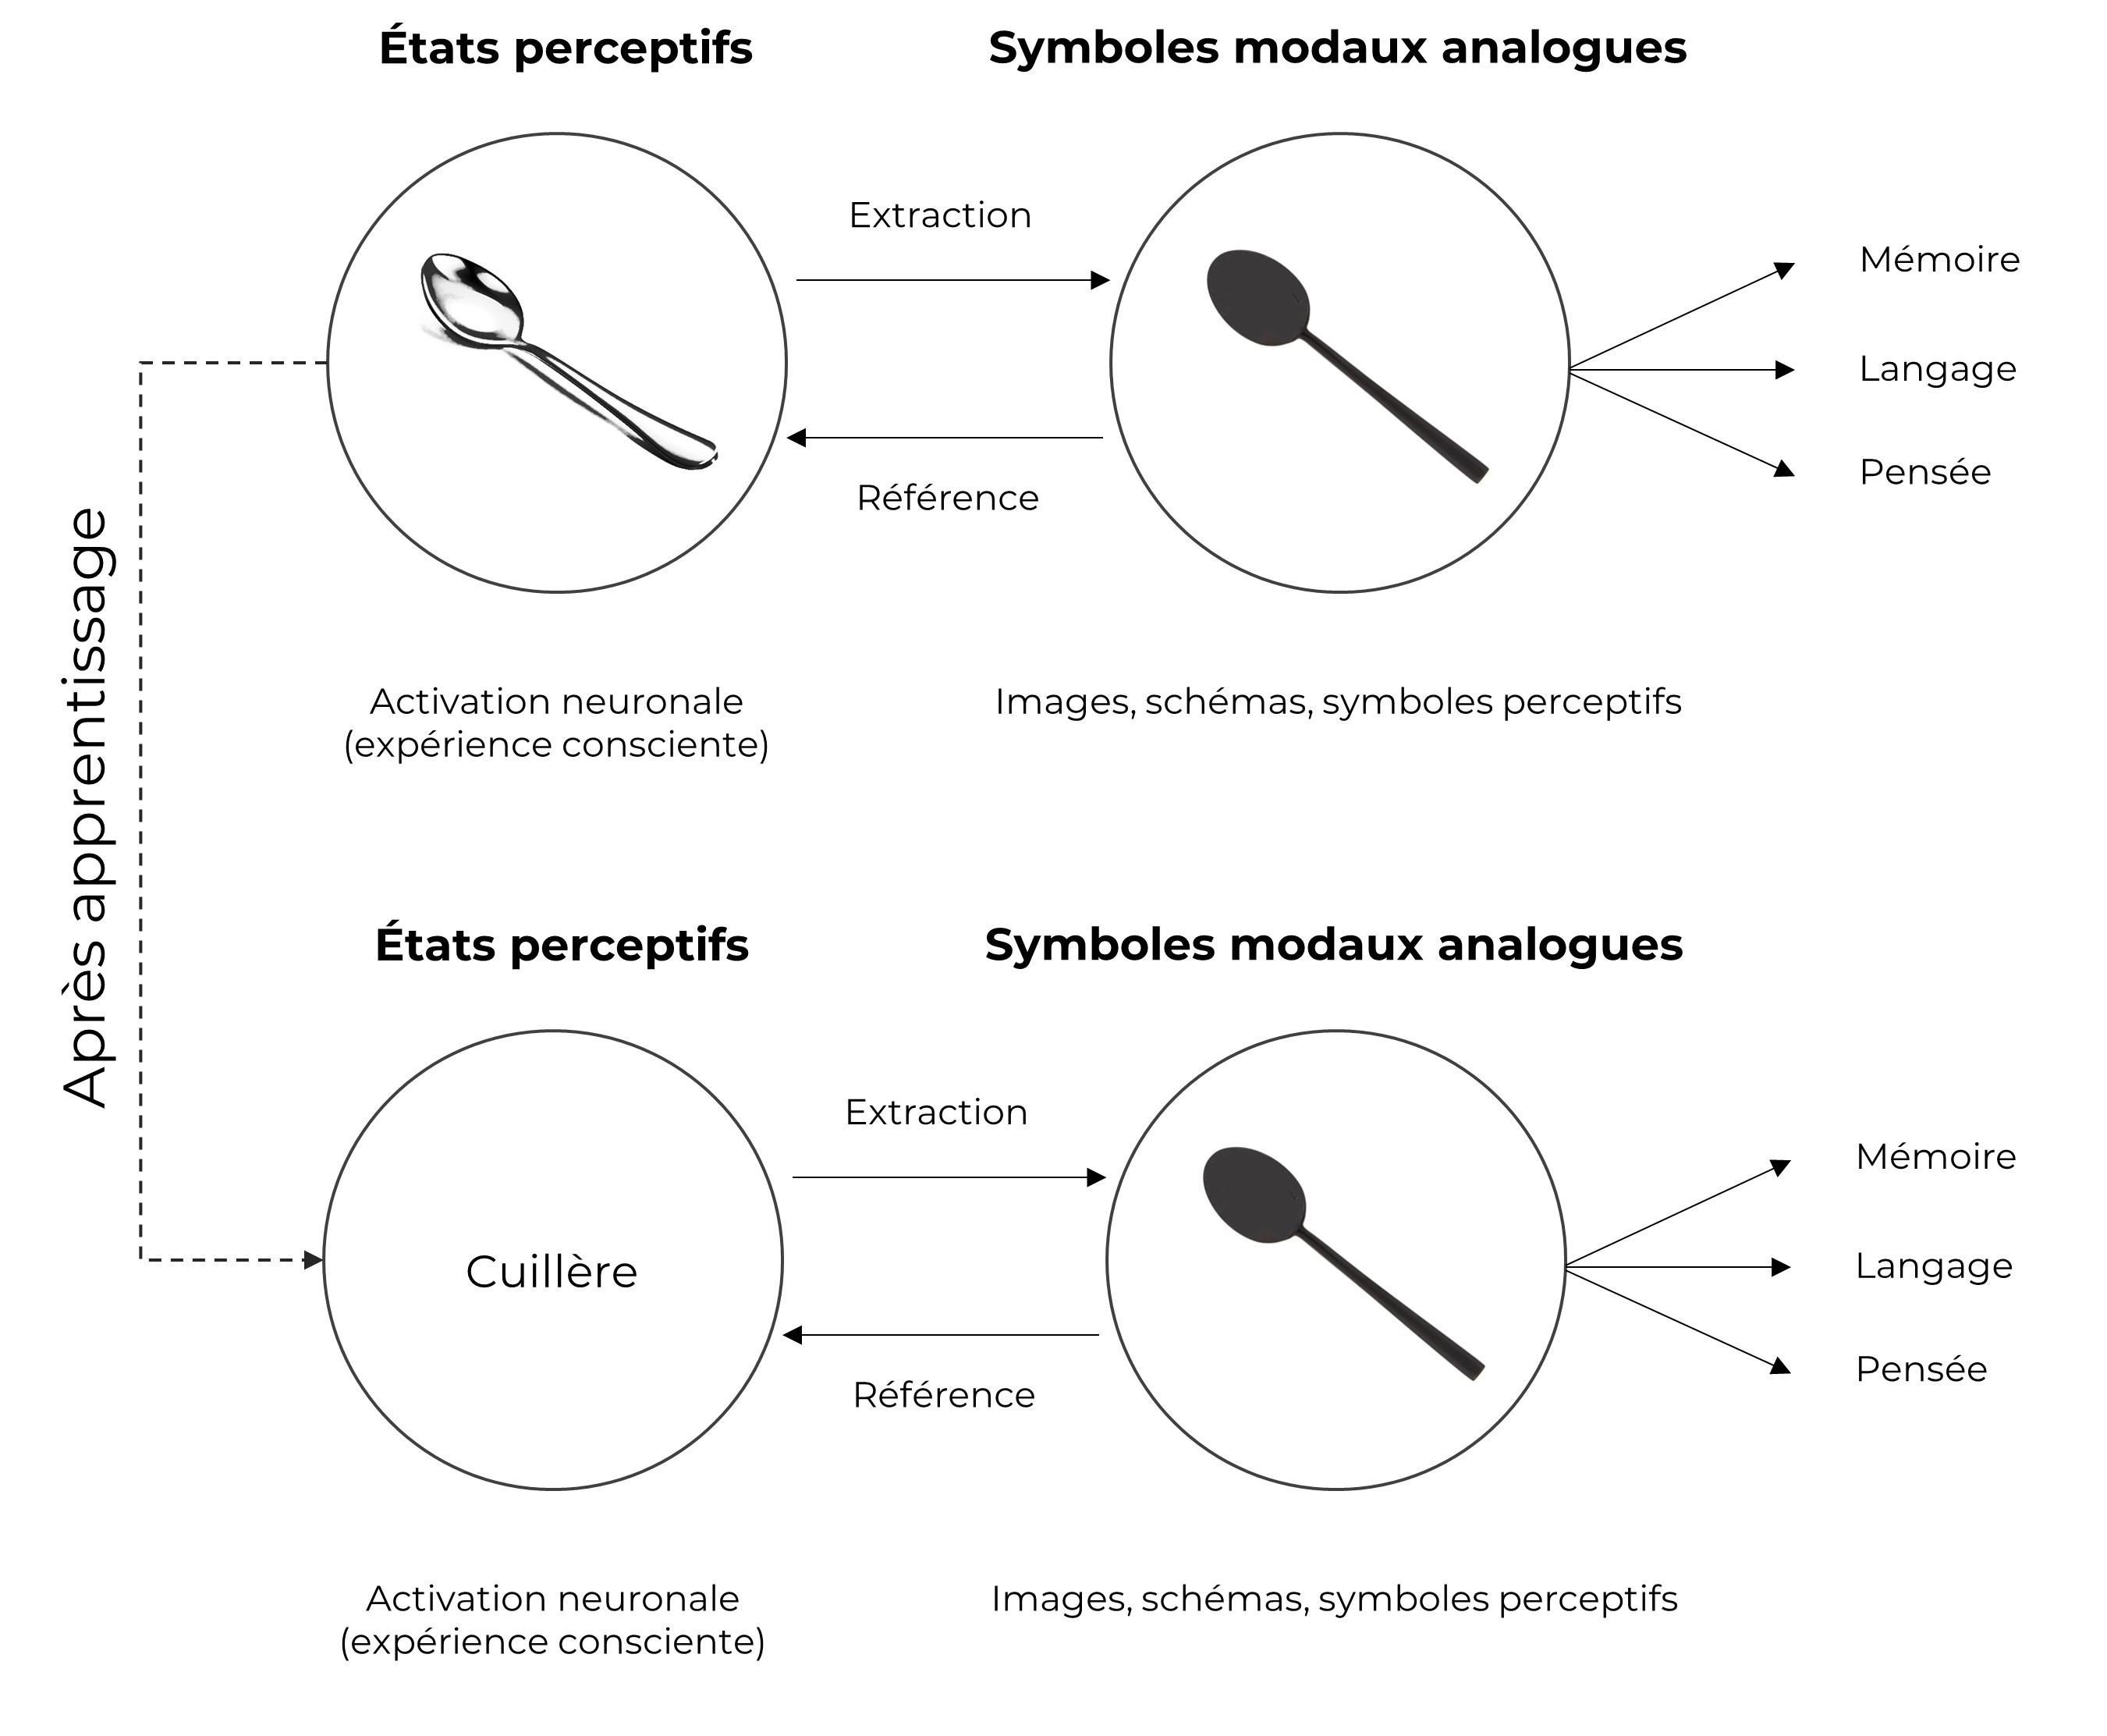 États perceptifs
Symboles modaux analogues
Extraction
Référence
Mémoire
Langage
Pensée
Activation neuronale
(expérience consciente)
Images, schémas, symboles perceptifs
Après apprentissage
États perceptifs
Symboles modaux analogues
Cuillère
Extraction
Référence
Mémoire
Langage
Pensée
Activation neuronale
(expérience consciente)
Images, schémas, symboles perceptifs